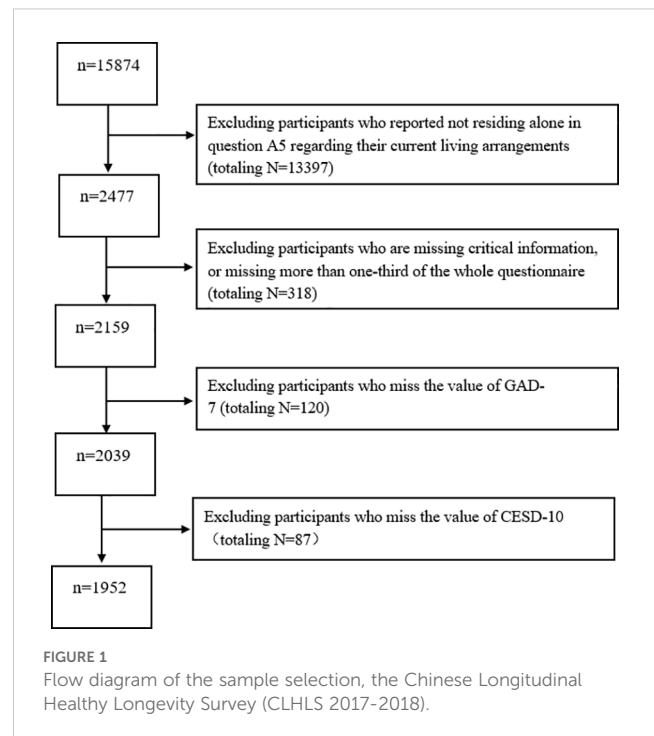 n=15874
Excluding participants who reported not residing alone in
question A5 regarding their current living arrangements
(totaling N=13397)
n=2477
Excluding participants who are missing critical information,
or missing more than one-third of the whole questionnaire
(totaling N=318)
n=2159
Excluding participants who miss the value of GAD-
7 (totaling N=120)
n=2039
Excluding participants who miss the value of CESD-10
（totaling N=87）
n=1952
FIGURE 1
Flow diagram of the sample selection, the Chinese Longitudinal
Healthy Longevity Survey (CLHLS 2017-2018).